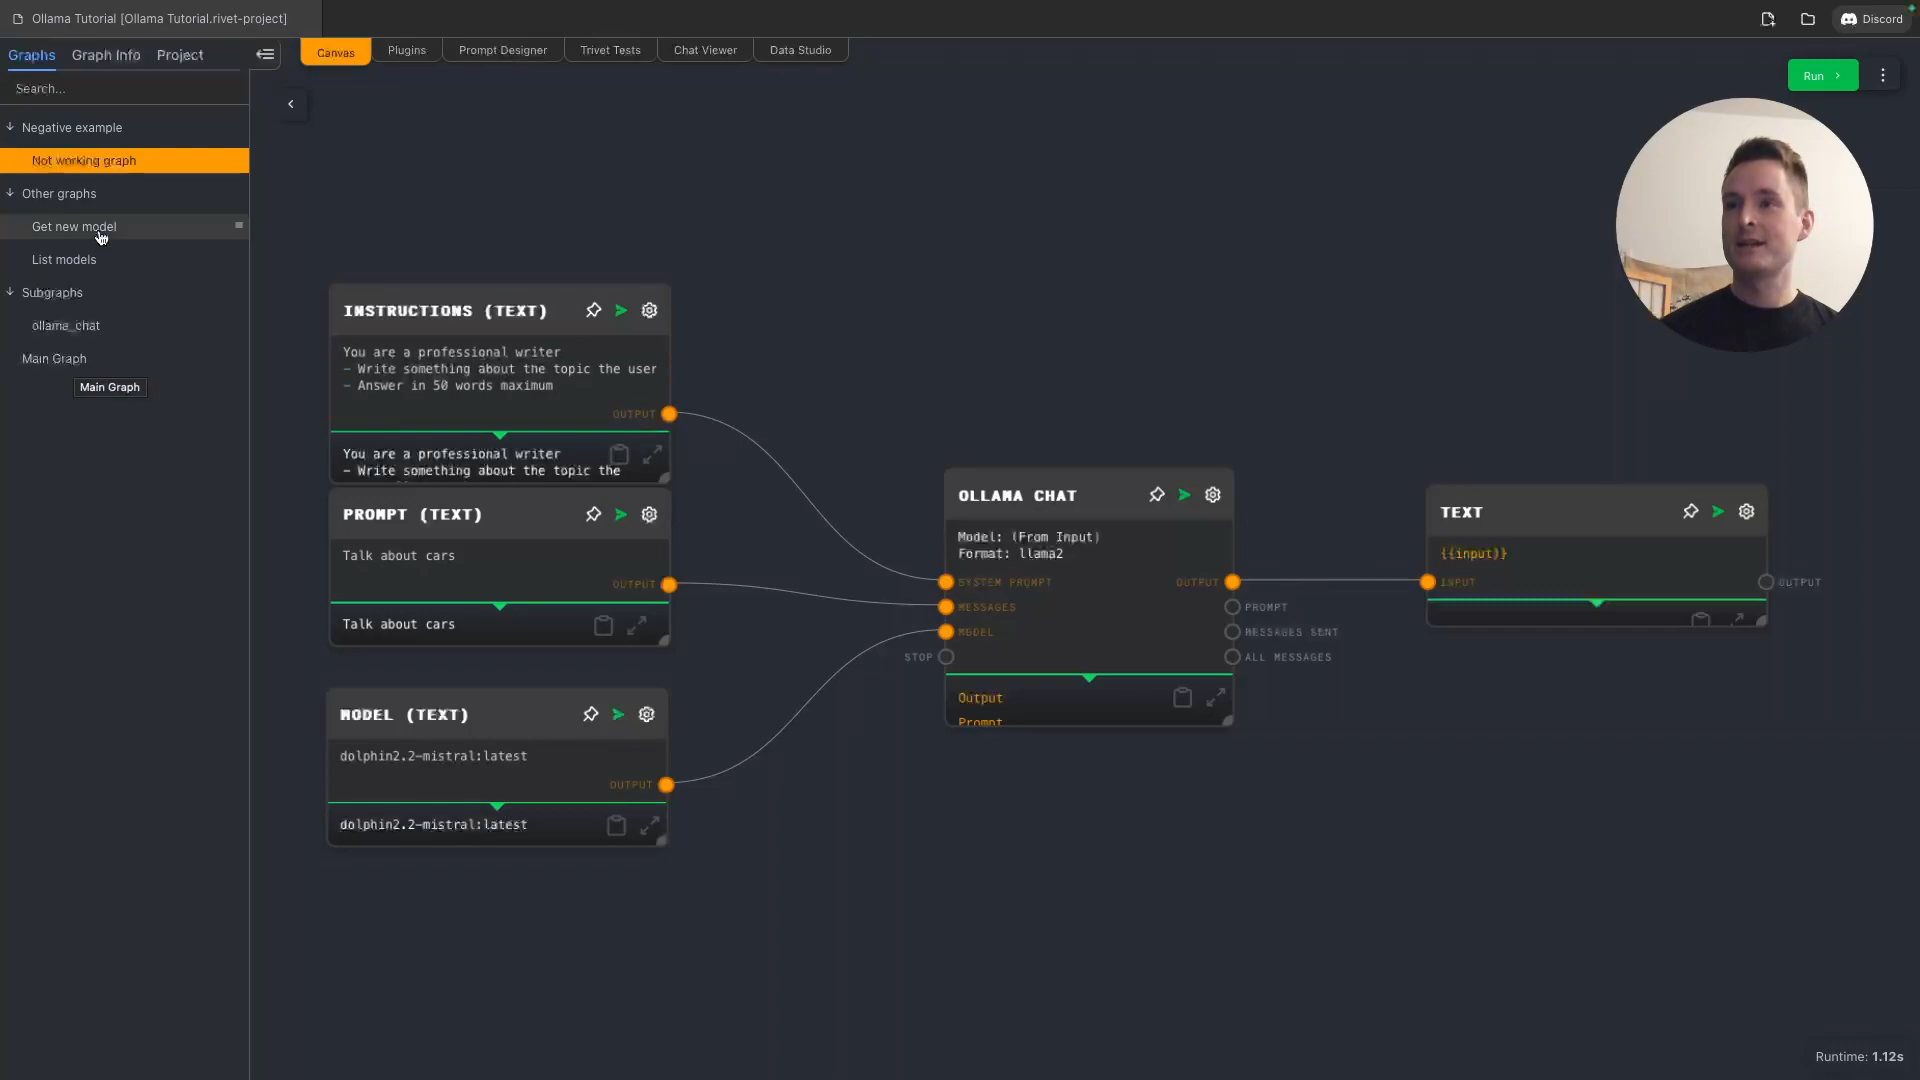 Ollama Tutorial [Ollama Tutorial.rivet-project]
Discord
Graphs Graph Info Project
Canvas Plugins Prompt Designer Trivet Tests Chat Viewer Data Studio
Search...
Run
Negative example
Not working graph
Other graphs
Get new model
List models
Subgraphs
ollama_chat
Main Graph
Main Graph
INSTRUCTIONS (TEXT)
You are a professional writer
- Write something about the topic the user
- Answer in 50 words maximum
OUTPUT
You are a professional writer
- Write something about the topic the
PROMPT (TEXT)
Talk about cars
OUTPUT
Talk about cars
MODEL (TEXT)
dolphin2.2-mistral:latest
OUTPUT
dolphin2.2-mistral:latest
OLLAMA CHAT
Model: (From Input)
Format: llama2
SYSTEM PROMPT OUTPUT
MESSAGES PROMPT
MODEL MESSAGES SENT
STOP ALL MESSAGES
Output
Prompt
TEXT
{{input}}
INPUT OUTPUT
Runtime: 1.12s